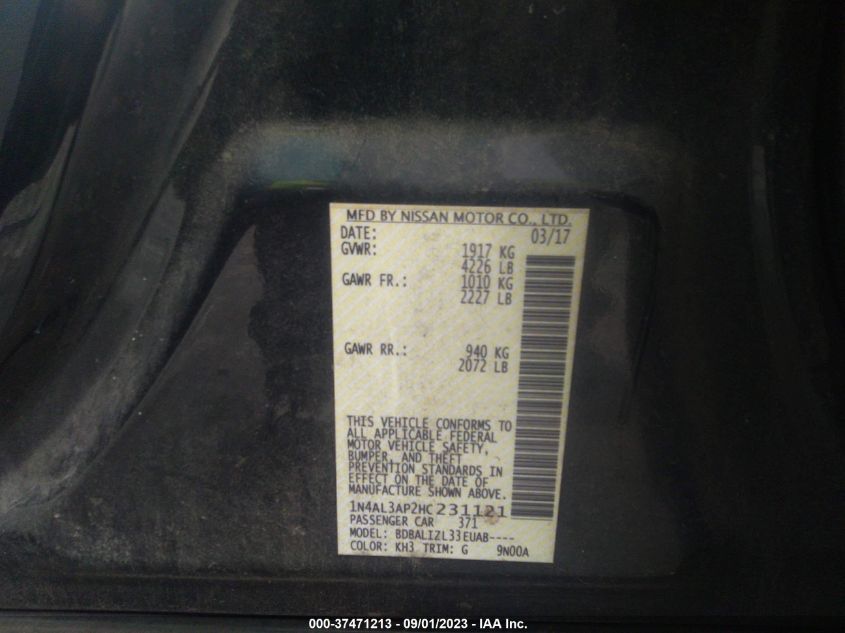 MFD BY NISSAN MOTOR CO., LTD.
DATE: 03/17
GVWR: 1917 KG
4226 LB
GAWR FR.: 1010 KG
2227 LB
GAWR RR.: 940 KG
2072 LB
THIS VEHICLE CONFORMS TO
ALL APPLICABLE FEDERAL
MOTOR VEHICLE SAFETY,
BUMPER, AND THEFT
PREVENTION STANDARDS IN
EFFECT ON THE DATE OF
MANUFACTURE SHOWN ABOVE.
1N4AL3AP2HC231121
PASSENGER CAR 371
MODEL: BDBALIZL33EUAB----
COLOR: KH3 TRIM: G 9N00A
000-37471213 - 09/01/2023 - IAA Inc.